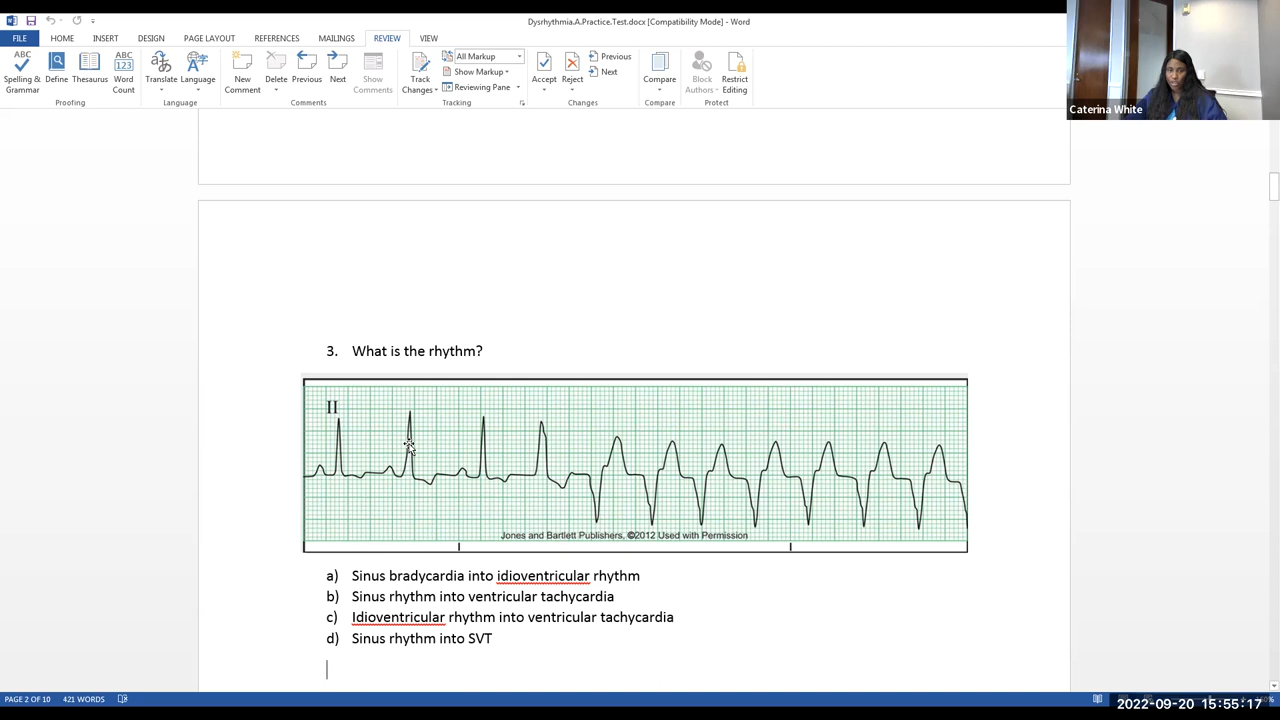 Dysrhythmia.A.Practice.Test.docx [Compatibility Mode] - Word
FILE HOME INSERT DESIGN PAGE LAYOUT REFERENCES MAILINGS REVIEW VIEW
Spelling & Grammar
Define
Thesaurus
Word Count
Translate
Language
New Comment
Delete
Previous
Next
Show Comments
Track Changes
All Markup
Show Markup
Reviewing Pane
Accept
Reject
Previous
Next
Compare
Block Authors
Restrict Editing
Proofing
Language
Comments
Tracking
Changes
Compare
Protect
Caterina White
3. What is the rhythm?
II
Jones and Bartlett Publishers, ©2012 Used with Permission
a) Sinus bradycardia into idioventricular rhythm
b) Sinus rhythm into ventricular tachycardia
c) Idioventricular rhythm into ventricular tachycardia
d) Sinus rhythm into SVT
PAGE 2 OF 10 421 WORDS
2022-09-20 15:55:17